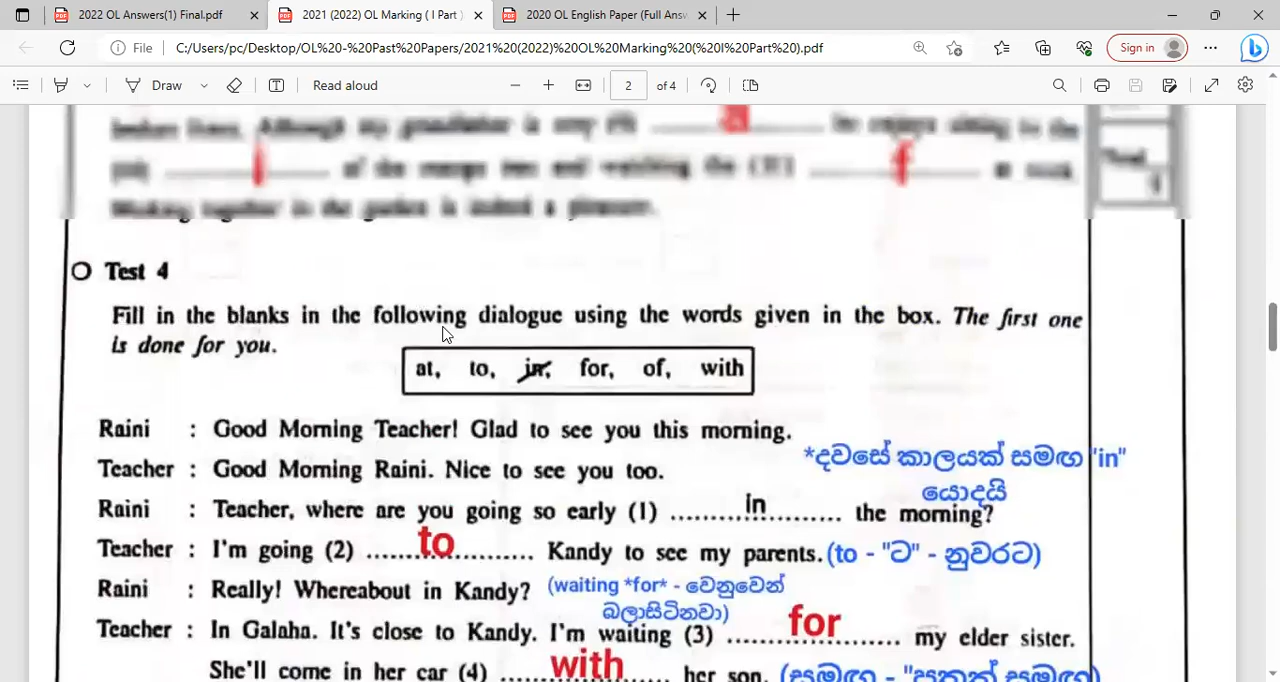 2022 OL Answers(1) Final.pdf
2021 (2022) OL Marking ( I Part )
2020 OL English Paper (Full Answ
File C:/Users/pc/Desktop/OL%20-%20Past%20Papers/2021%20(2022)%20OL%20Marking%20(%20I%20Part%20).pdf
Sign in
Draw
Read aloud
2 of 4
Test 4
Fill in the blanks in the following dialogue using the words given in the box. The first one
is done for you.
at, to, in, for, of, with
Raini : Good Morning Teacher! Glad to see you this morning.
*දවසේ කාලයක් සමඟ "in"
Teacher : Good Morning Raini. Nice to see you too.
යොදයි
Raini : Teacher, where are you going so early (1) ........in........ the morning?
Teacher : I'm going (2) ........to........ Kandy to see my parents. (to - "ට" - නුවරට)
Raini : Really! Whereabout in Kandy? (waiting *for* - වෙනුවෙන්
බලාසිටිනවා)
Teacher : In Galaha. It's close to Kandy. I'm waiting (3) ........for........ my elder sister.
She'll come in her car (4) ........with........ her son. (සමඟ - "පුතක් සමඟ)